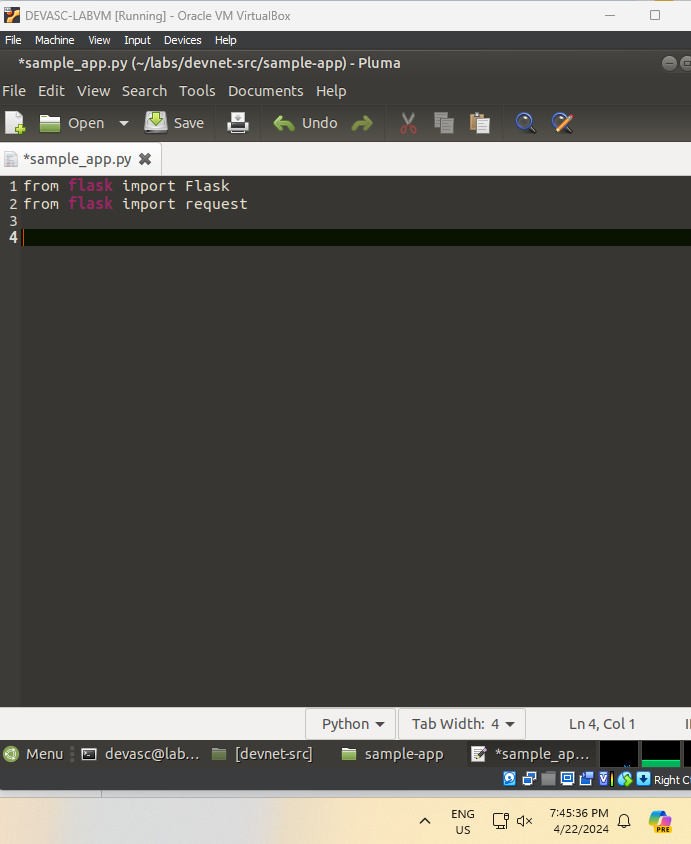 DEVASC-LABVM [Running] - Oracle VM VirtualBox
File Machine View Input Devices Help
*sample_app.py (~/labs/devnet-src/sample-app) - Pluma
File Edit View Search Tools Documents Help
Open Save Undo
*sample_app.py
1 from flask import Flask
2 from flask import request
3
4
Python Tab Width: 4 Ln 4, Col 1
Menu devasc@lab... [devnet-src] sample-app *sample_ap...
Right C
ENG 7:45:36 PM
US 4/22/2024
PRE